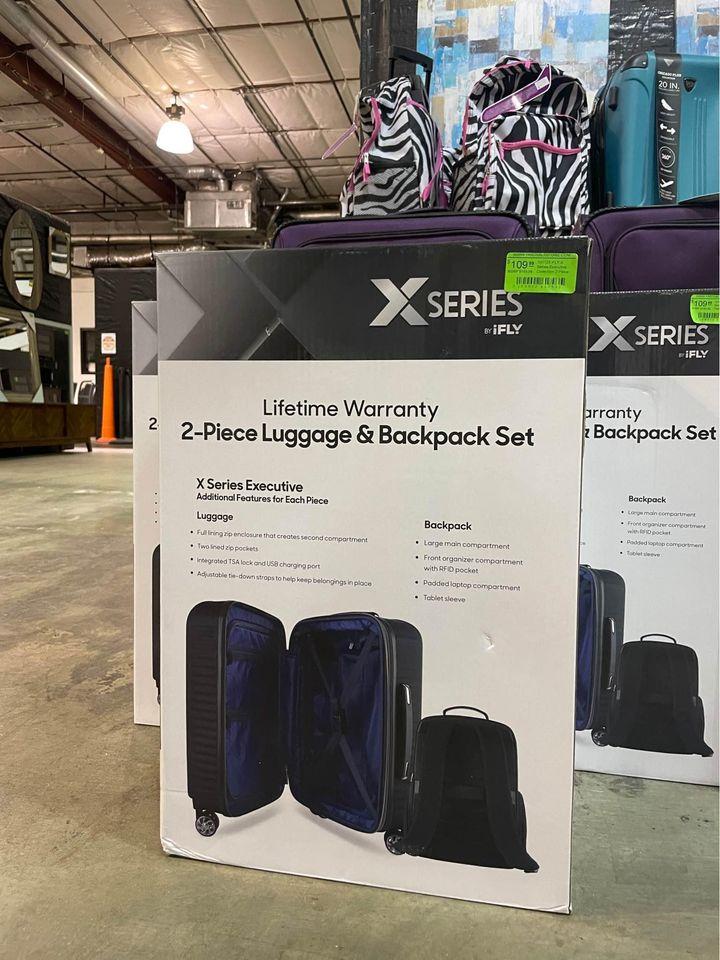 CHICAGO PLUS
20 IN.
360°
X SERIES
BY iFLY
$109
X Series
BY iFLY
$109
Lifetime Warranty
2-Piece Luggage & Backpack Set
X Series Executive
Additional Features for Each Piece
Luggage
• Full lining zip enclosure that creates second compartment
• Two lined zip pockets
• Integrated TSA lock and USB charging port
• Adjustable tie-down straps to help keep belongings in place
Backpack
• Large main compartment
• Front organizer compartment
with RFID pocket
• Padded laptop compartment
• Tablet sleeve
2
arranty
& Backpack Set
Backpack
• Large main compartment
• Front organizer compartment
with RFID pocket
• Padded laptop compartment
• Tablet sleeve